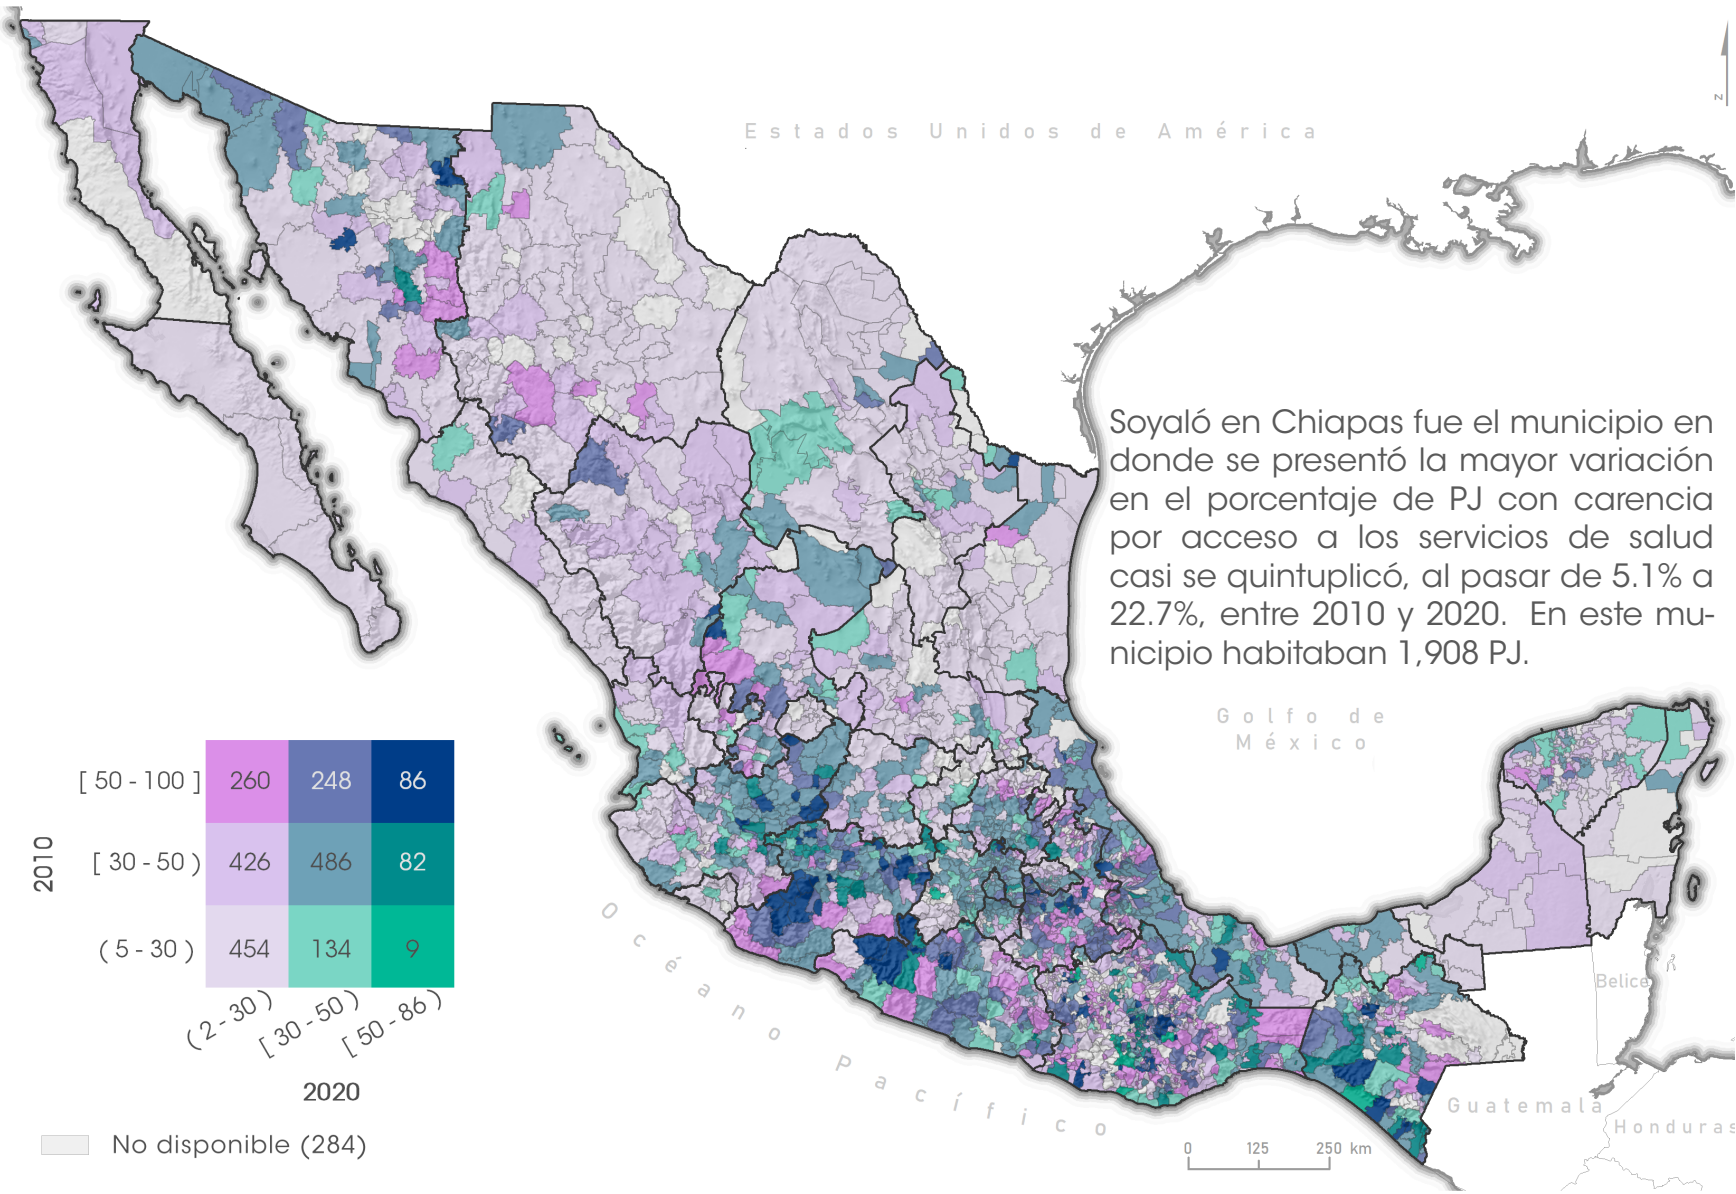 z
Estados Unidos de América
Soyaló en Chiapas fue el municipio en
donde se presentó la mayor variación
en el porcentaje de PJ con carencia
por acceso a los servicios de salud
casi se quintuplicó, al pasar de 5.1% a
22.7%, entre 2010 y 2020. En este mu-
nicipio habitaban 1,908 PJ.
Golfo de
México
2010
[ 50 - 100 ] 260 248 86
[ 30 - 50 ) 426 486 82
( 5 - 30 ) 454 134 9
( 2 - 30 ) [ 30 - 50 ) [ 50 - 86 )
2020
No disponible (284)
Océano Pacífico
Belice
Guatemala
Honduras
0 125 250 km